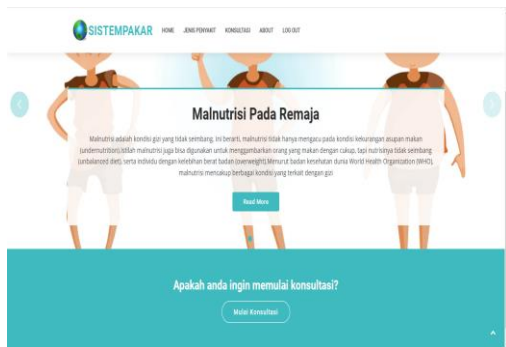 SISTEMPAKAR HOME JENIS PENYAKIT KONSULTASI ABOUT LOG OUT
Malnutrisi Pada Remaja
Malnutrisi adalah kondisi gizi yang tidak seimbang. Ini berarti, malnutrisi tidak hanya mengacu pada kondisi kekurangan asupan makan
(undernutrition).Istilah malnutrisi juga bisa digunakan untuk menggambarkan orang yang makan dengan cukup, tapi nutrisinya tidak seimbang
(unbalanced diet), serta individu dengan kelebihan berat badan (overweight).Menurut badan kesehatan dunia World Health Organization (WHO),
malnutrisi mencakup berbagai kondisi yang terkait dengan gizi
Read More
Apakah anda ingin memulai konsultasi?
Mulai Konsultasi